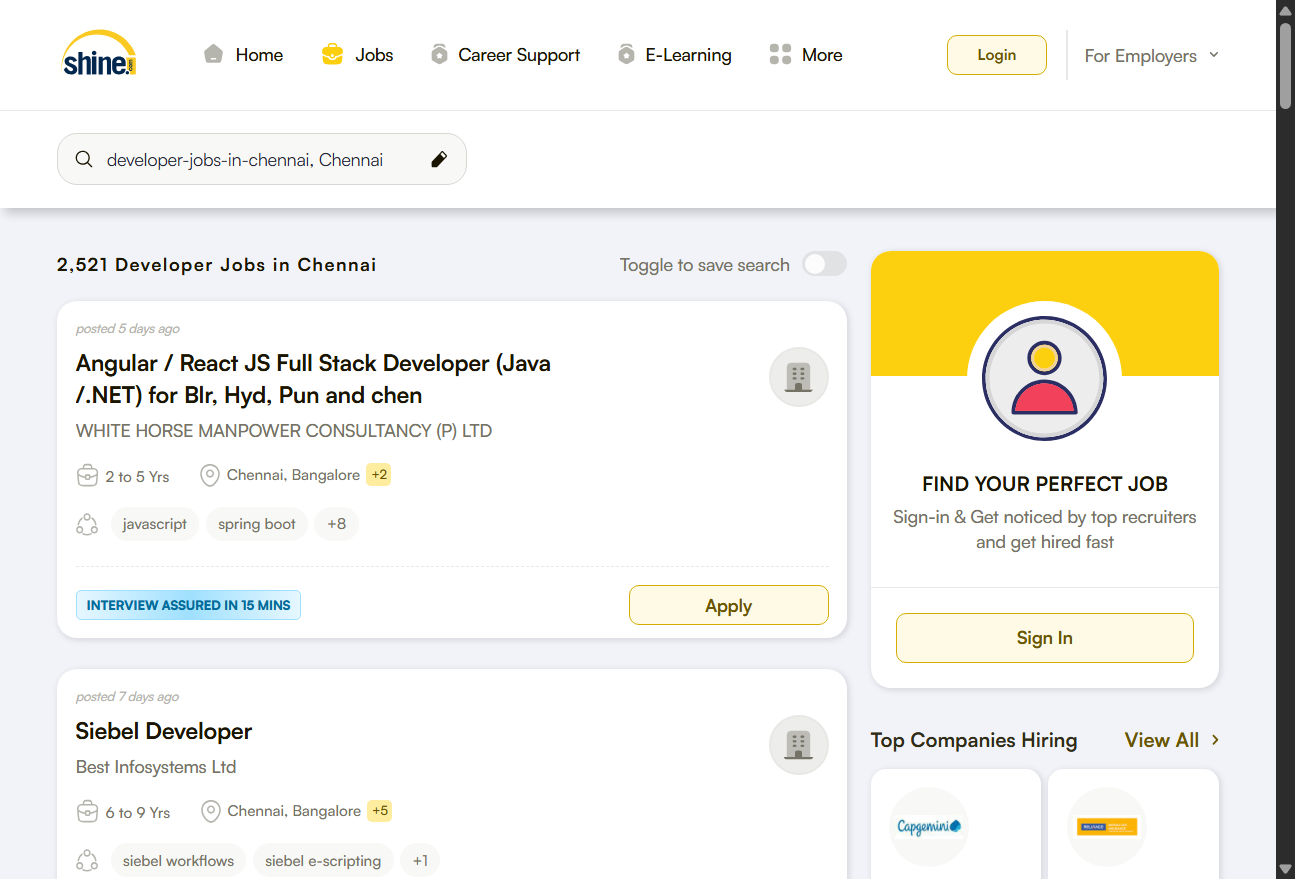 shine.com
Home
Jobs
Career Support
E-Learning
More
Login
For Employers
developer-jobs-in-chennai, Chennai
2,521 Developer Jobs in Chennai
Toggle to save search
posted 5 days ago
Angular / React JS Full Stack Developer (Java
/.NET) for Blr, Hyd, Pun and chen
WHITE HORSE MANPOWER CONSULTANCY (P) LTD
2 to 5 Yrs
Chennai, Bangalore +2
javascript
spring boot
+8
INTERVIEW ASSURED IN 15 MINS
Apply
posted 7 days ago
Siebel Developer
Best Infosystems Ltd
6 to 9 Yrs
Chennai, Bangalore +5
siebel workflows
siebel e-scripting
+1
FIND YOUR PERFECT JOB
Sign-in & Get noticed by top recruiters
and get hired fast
Sign In
Top Companies Hiring
View All
Capgemini
RELIANCE